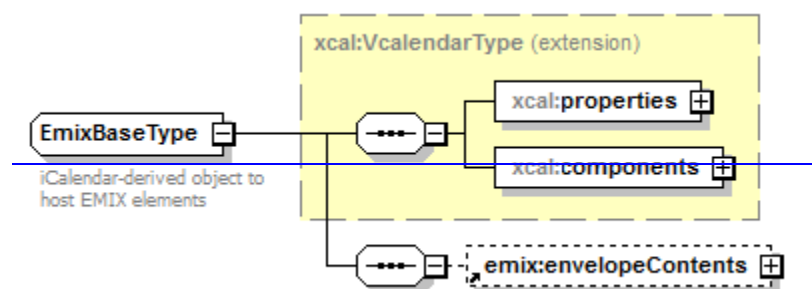 xcal:VcalendarType (extension)
xcal:properties
EmixBaseType
xcal:components
iCalendar-derived object to
host EMIX elements
emix:envelopeContents